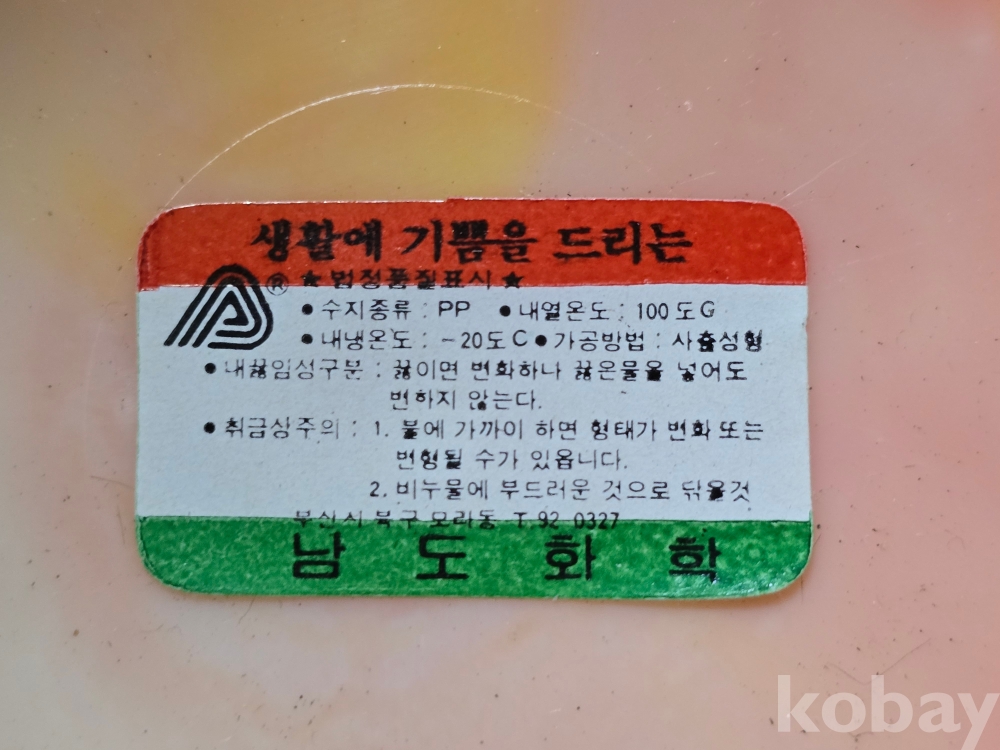 생활에 기쁨을 드리는
★ 법정품질표시 ★
®
● 수지종류 : PP ● 내열온도 : 100 도 G
● 내냉온도 : -20도 C ● 가공방법 : 사출성형
● 내끓임성구분 : 끓이면 변화하나 끓은물을 넣어도
변하지 않는다.
● 취급상주의 : 1. 불에 가까이 하면 형태가 변화 또는
변형될 수가 있읍니다.
2. 비누물에 부드러운 것으로 닦을것
부산시 북구 모라동 T. 92 0327
남도화학
kobay